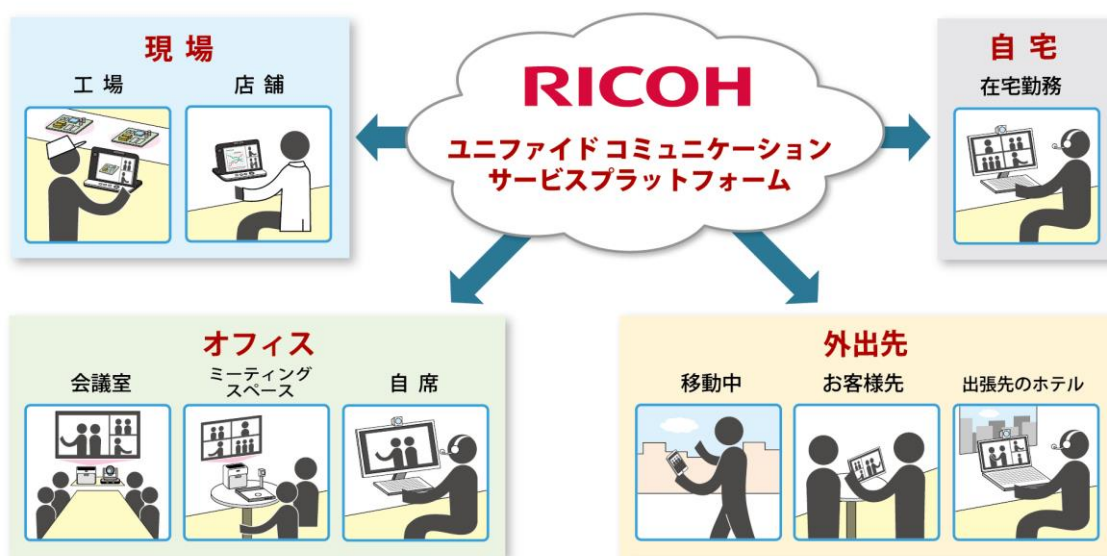 現場
工場
店舗
RICOH
ユニファイド コミュニケーション
サービスプラットフォーム
自宅
在宅勤務
オフィス
会議室
ミーティング
スペース
自席
外出先
移動中
お客様先
出張先のホテル